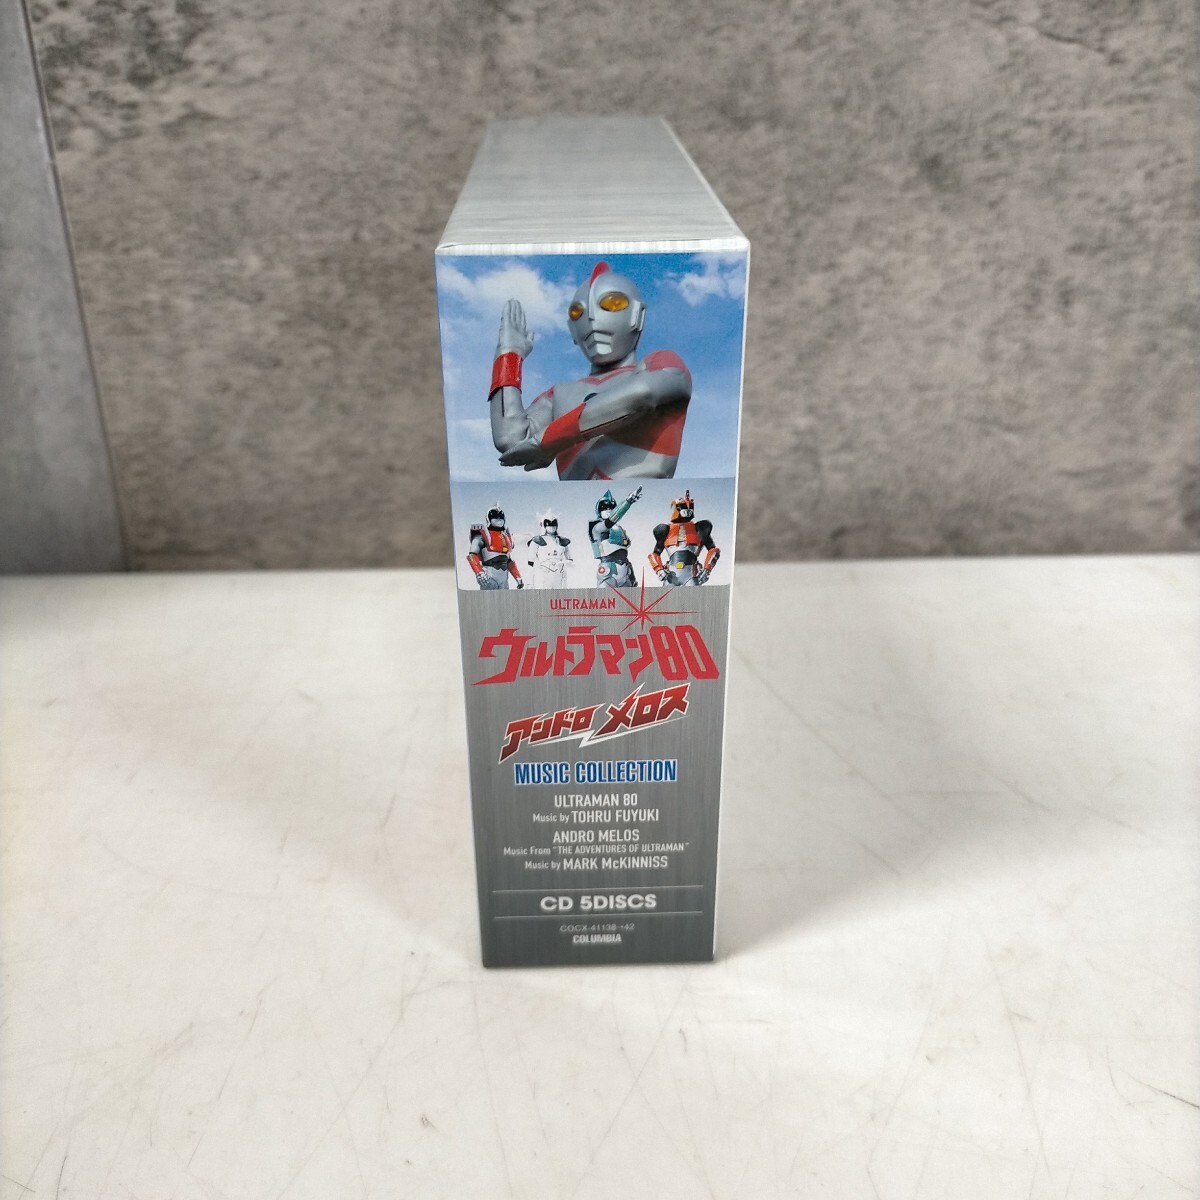 ULTRAMAN
ウルトラマン80
アンドロメロス
MUSIC COLLECTION
ULTRAMAN 80
Music by TOHRU FUYUKI
ANDRO MELOS
Music From "THE ADVENTURES OF ULTRAMAN"
Music by MARK McKINNISS
CD 5DISCS
COCX-41138→42
COLUMBIA